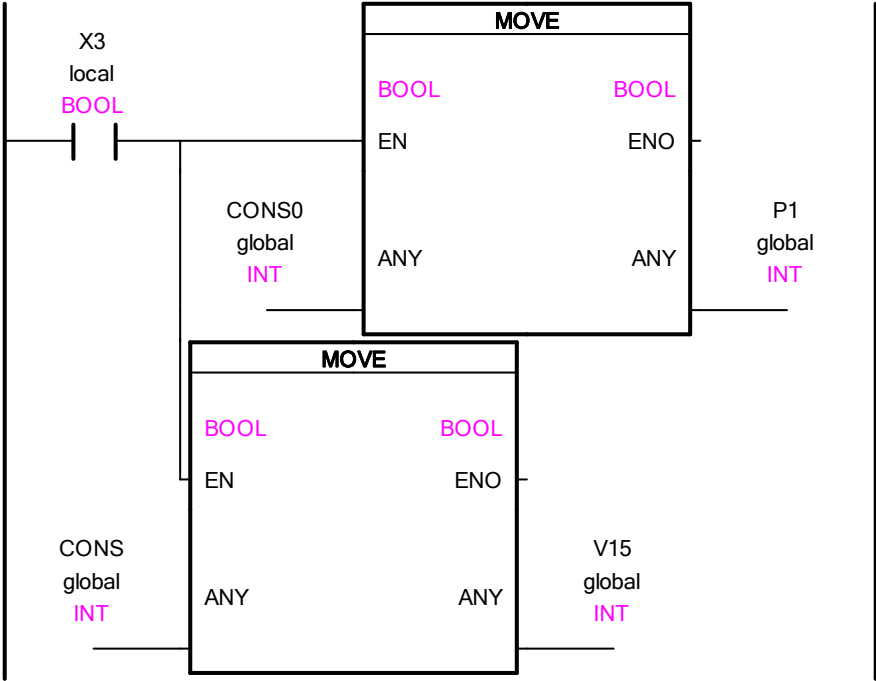 MOVE
X3
local
BOOL
BOOL BOOL
EN ENO
CONS0
global
INT
ANY ANY
P1
global
INT
MOVE
BOOL BOOL
EN ENO
CONS
global
INT
ANY ANY
V15
global
INT